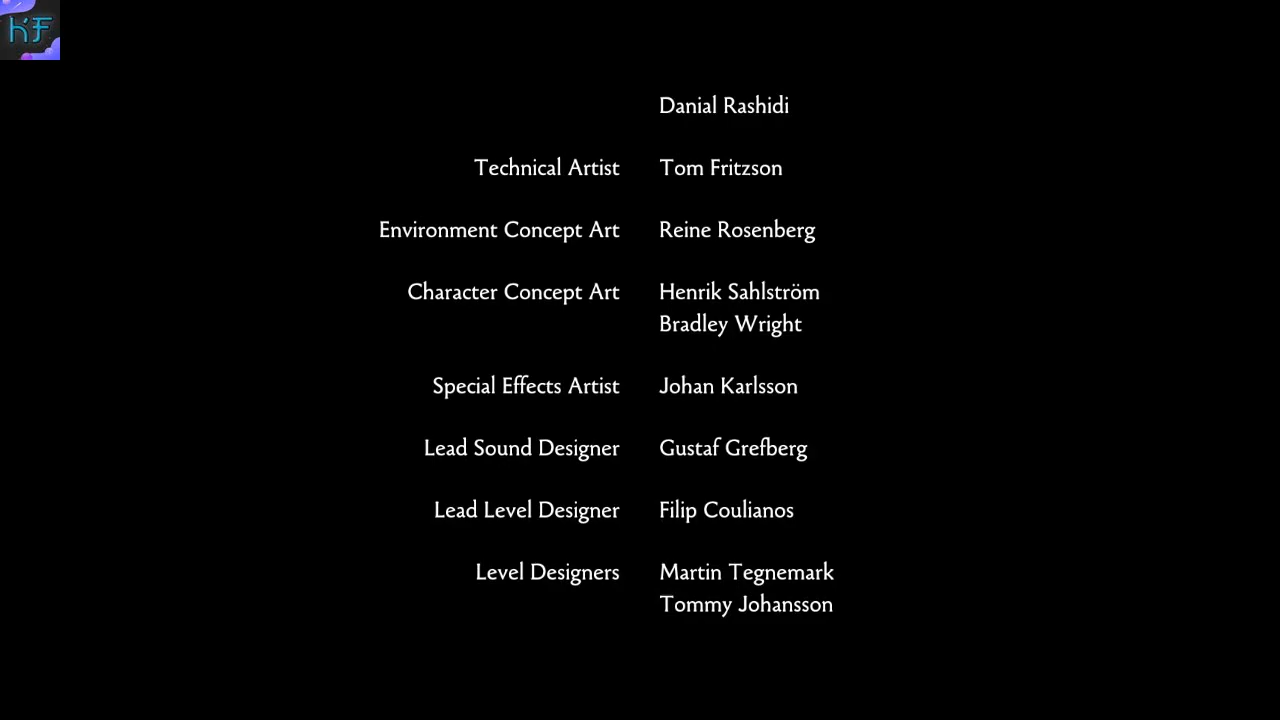 KF
Danial Rashidi
Technical Artist Tom Fritzson
Environment Concept Art Reine Rosenberg
Character Concept Art Henrik Sahlström
Bradley Wright
Special Effects Artist Johan Karlsson
Lead Sound Designer Gustaf Grefberg
Lead Level Designer Filip Coulianos
Level Designers Martin Tegnemark
Tommy Johansson